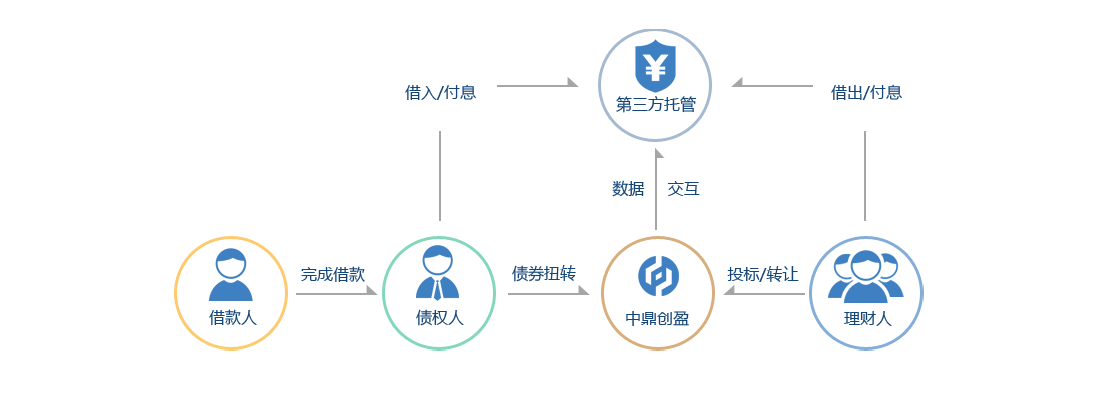 借入/付息
¥
第三方托管
借出/付息
数据
交互
完成借款
债券扭转
投标/转让
借款人
债权人
中鼎创盈
理财人